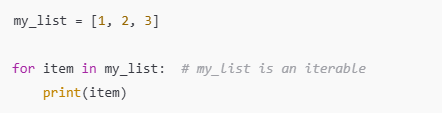 my_list = [1, 2, 3]
for item in my_list:  # my_list is an iterable
    print(item)